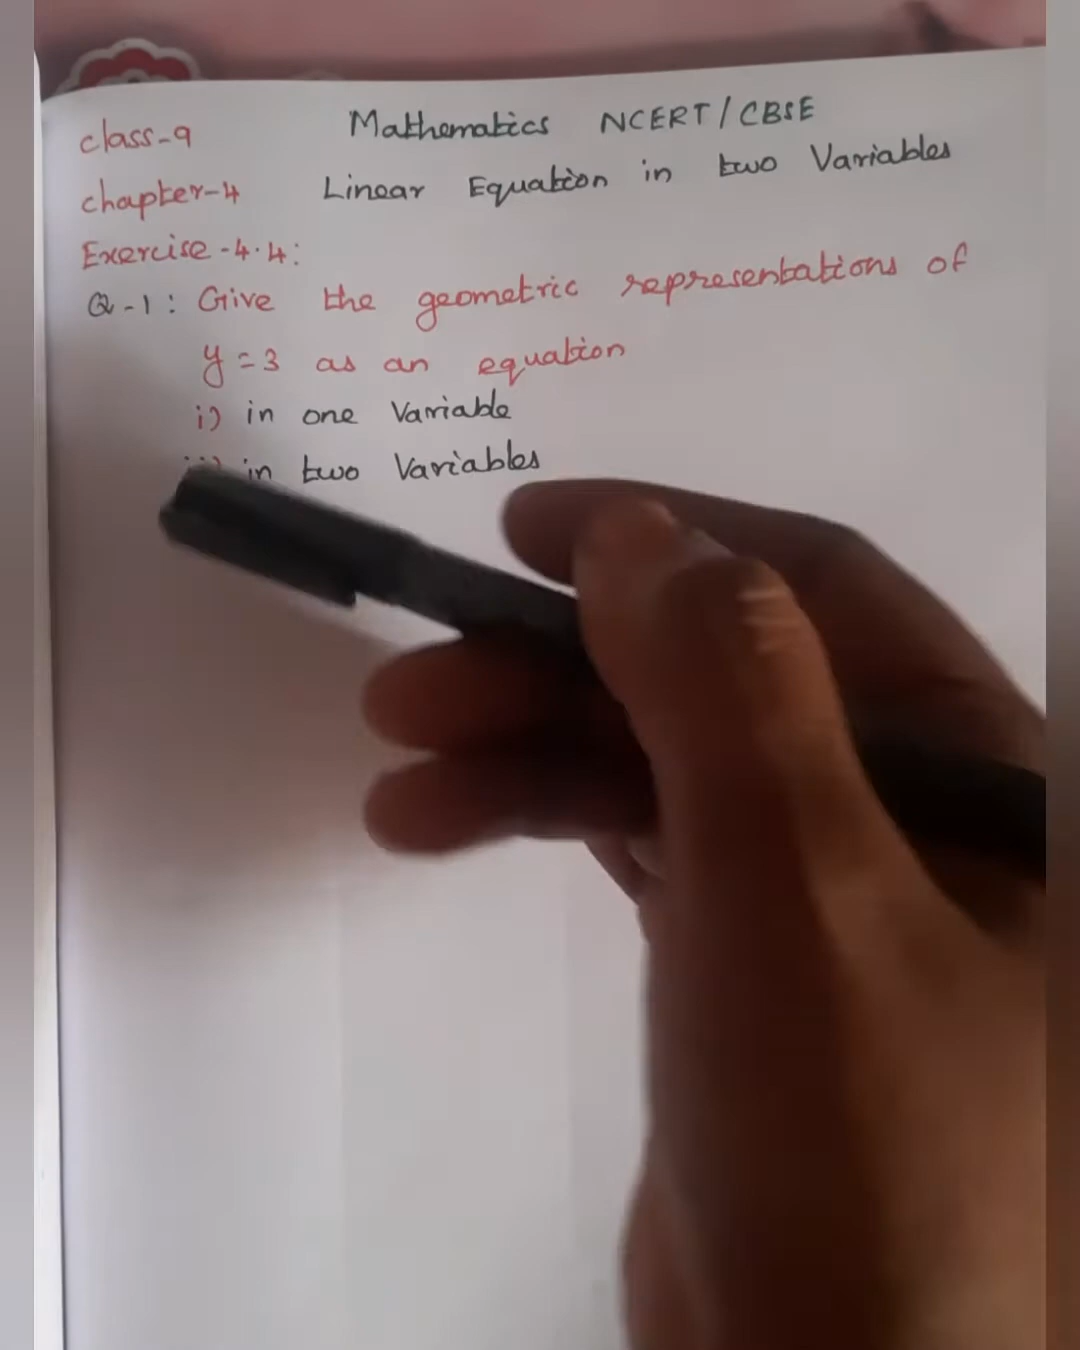 class-9 Mathematics NCERT/CBSE
chapter-4 Linear Equation in two Variables
Exercise-4.4:
Q-1: Give the geometric representations of
y=3 as an equation
i) in one Variable
in two Variables